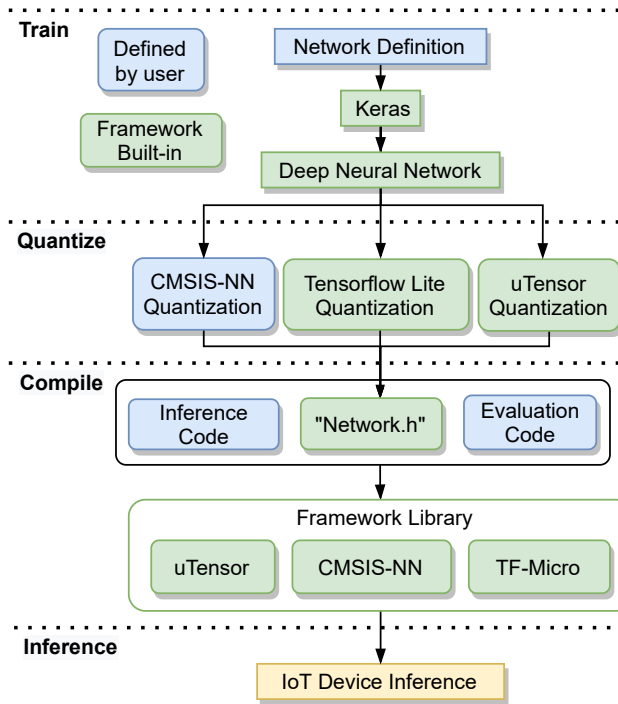 Train
Defined
by user
Network Definition
Keras
Framework
Built-in
Deep Neural Network
Quantize
CMSIS-NN
Quantization
Tensorflow Lite
Quantization
uTensor
Quantization
Compile
Inference
Code
"Network.h"
Evaluation
Code
Framework Library
uTensor
CMSIS-NN
TF-Micro
Inference
IoT Device Inference